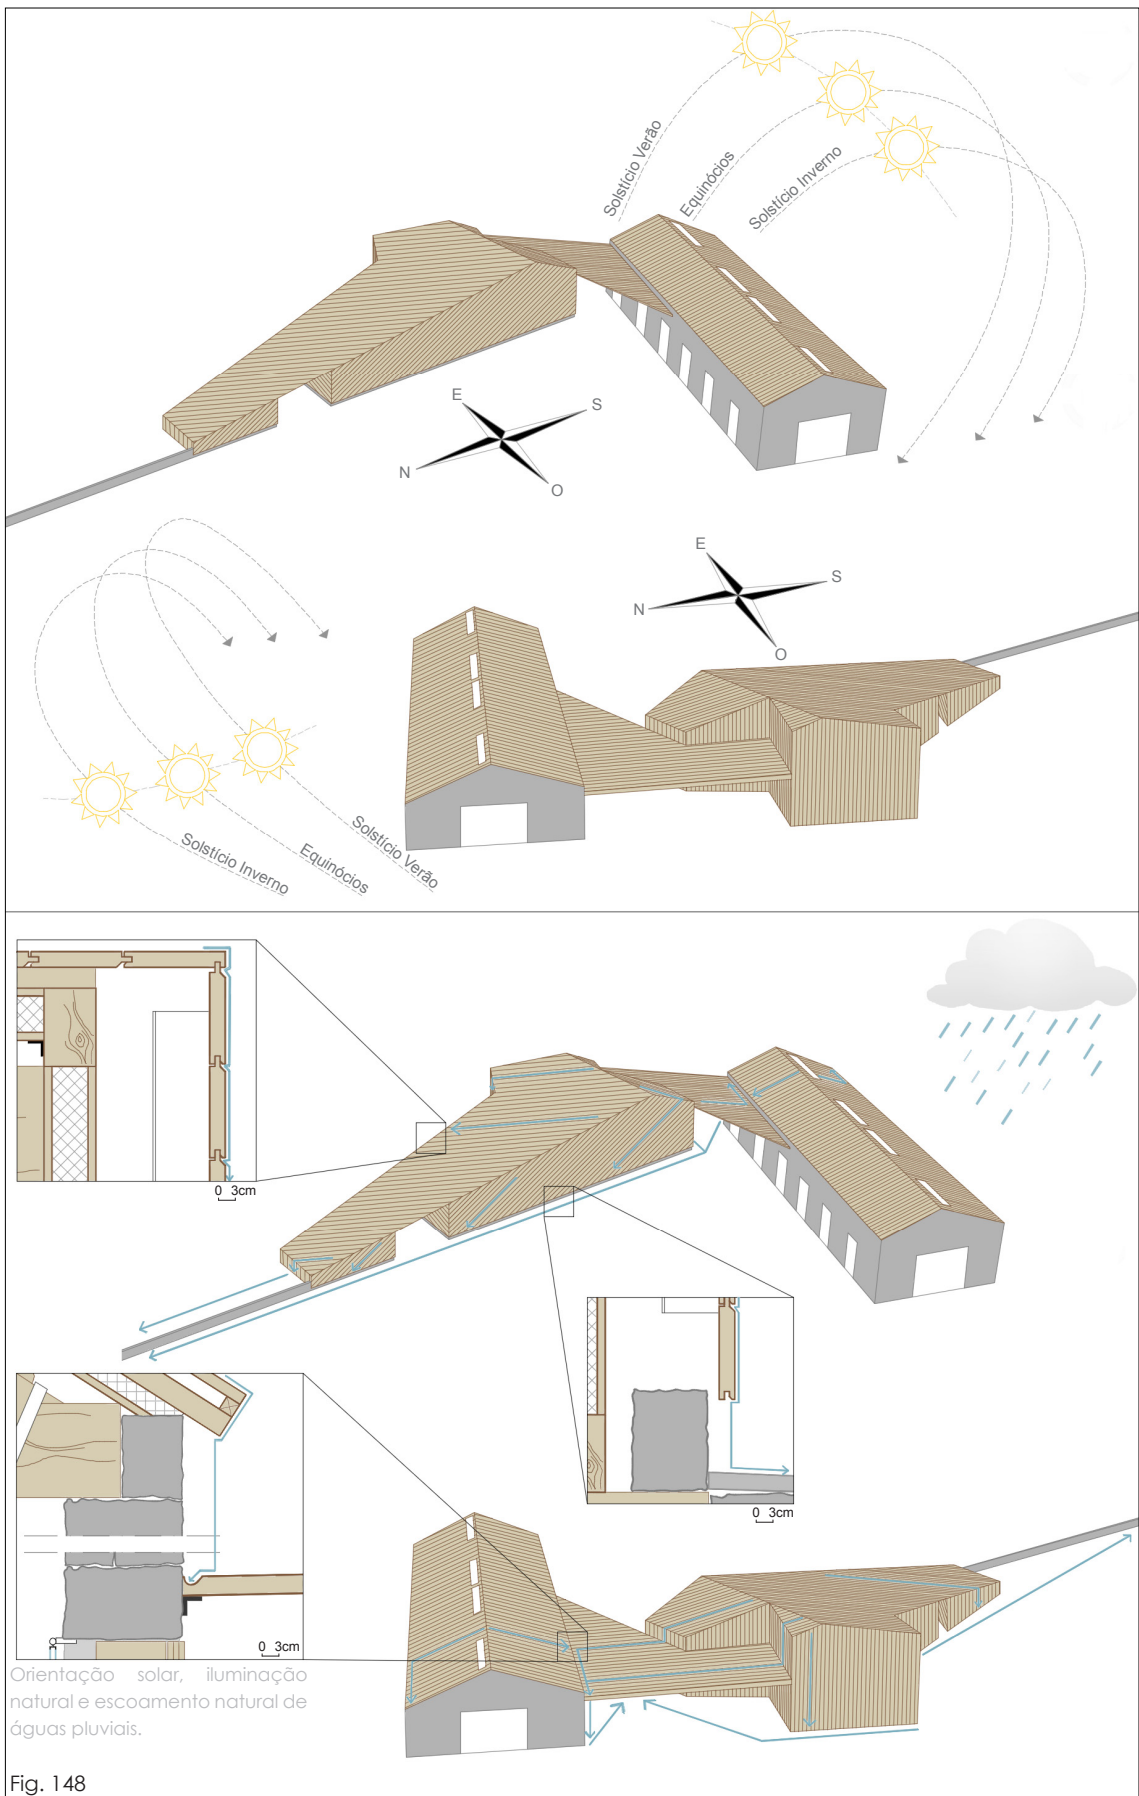 Solstício Verão
Equinócios
Solstício Inverno
E
S
N
O
E
S
N
O
Solstício Inverno
Equinócios
Solstício Verão
0 3cm
0 3cm
0 3cm
Orientação solar, iluminação
natural e escoamento natural de
águas pluviais.
Fig. 148